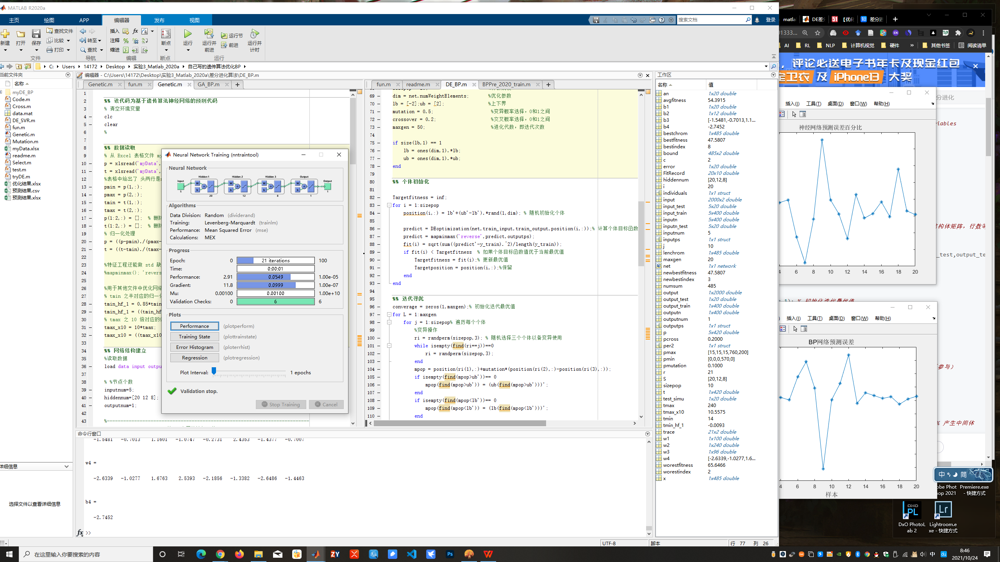 MATLAB R2020a
主页 绘图 APP 编辑器 发布 视图
搜索文档 登录
新建 打开 保存 查找文件 比较 打印 文件
转至 查找 导航
插入 注释 缩进 编辑
断点 断点
运行 运行并前进 运行节 前进 运行并计时 运行
C: Users 14172 Desktop 实验3_Matlab_2020a 自己写的遗传算法优化BP
当前文件夹
名称
myDE_BP
Code.m
Cross.m
data.mat
DE_SVR.m
fun.m
Genetic.m
Mutation.m
myData.xlsx
readme.m
Select.m
test.m
tryDE.m
优化结果.xlsx
预测结果.csv
预测结果.xlsx
详细信息
选择文件以查看详细信息
编辑器 - C:\Users\14172\Desktop\实验3_Matlab_2020a\差分进化算法\DE_BP.m
Genetic.m fun.m Genetic.m GA_BP.m
1
2 %% 该代码为基于遗传算法神经网络的预测代码
3 % 清空环境变量
4 clc
5 clear
6 %
7
8 %% 数据读取
9 % 从 Excel 表格文件 my
10 p = xlsread('myData',
11 t = xlsread('myData',
12 %表格中给出了 头两行是
13 pmin = p(1,:);
14 pmax = p(2,:);
15 tmin = t(1,:);
16 tmax = t(2,:);
17 p(1:2,:) = []; % 删除
18 t(1:2,:) = []; % 删除
19 % 归一化处理
20 p = ((p-pmin)./(pmax-
21 t = ((t-tmin)./(tmax-
22
23 %特征工程还能做 std 缺
24 %mapminmax(); 'revers
25
26 %用于其他文件中优化网络
27 % tmin 之半对应的归一化
28 tmin_hf_1 = 0.85*tmin
29 tmin_hf_1 = ((tmin_hf
30 % tmax 之 10 倍对应的
31 tmax_x10 = 10*tmax;
32 tmax_x10 = ((tmax_x10
33
34 %% 网络结构建立
35 %读取数据
36 load data input outpu
37
38 % %节点个数
39 inputnum=5;
40 hiddennum=[20 12 8];
41 outputnum=1;
42
43
Neural Network Training (nntraintool)
Neural Network
Hidden 1 Hidden 2 Hidden 3 Output
Input W b W b W b W b Output
5 20 12 8 1 1
Algorithms
Data Division: Random (dividerand)
Training: Levenberg-Marquardt (trainlm)
Performance: Mean Squared Error (mse)
Calculations: MEX
Progress
Epoch: 0 21 iterations 100
Time: 0:00:01
Performance: 2.91 0.0549 1.00e-05
Gradient: 11.8 0.0999 1.00e-07
Mu: 0.00100 0.00100 1.00e+10
Validation Checks: 0 6 6
Plots
Performance (plotperform)
Training State (plottrainstate)
Error Histogram (ploterrhist)
Regression (plotregression)
Plot Interval: 1 epochs
Validation stop.
Stop Training Cancel
fun.m readme.m DE_BP.m BPPre_2020_train.m
69 dim = net.numWeightElements; %优化参数
70 lb = [-2];ub = [2]; %上下界
71 mutation = 0.5; %变异概率选择，0和1之间
72 crossover = 0.2; %交叉概率选择，0和1之间
73 maxgen = 50; %进化代数，即迭代次数
74
75 if size(lb,1) == 1
76 lb = ones(dim,1).*lb;
77 ub = ones(dim,1).*ub;
78 end
79
80 %% 个体初始化
81
82 Targetfitness = inf;
83 for i = 1:sizepop
84 position(i,:) = lb'+(ub'-lb').*rand(1,dim); % 随机初始化个体
85
86 predict = DEoptimization(net,train_input,train_output,position(i,:));% 计算个体目标函数
87 predict = mapminmax('reverse',predict,outputps);
88 fit(i) = sqrt(sum((predict'-y_train).^2)/length(y_train));
89 if fit(i) < Targetfitness % 如果个体目标函数值优于当前最优值
90 Targetfitness = fit(i);% 更新最优值
91 Targetposition = position(i,:);%保留
92 end
93 end
94
95 %% 迭代寻优
96 converage = zeros(1,maxgen);% 初始化迭代最优值
97 for L = 1:maxgen
98 for j = 1:sizepop% 遍历每个个体
99 %变异操作
100 ri = randperm(sizepop,3); % 随机选择三个个体以备变异使用
101 while isempty(find(ri==j))==0
102 ri = randperm(sizepop,3);
103 end
104 mpop = position(ri(1),:)+mutation*(position(ri(2),:)-position(ri(3),:));
105 if isempty(find(mpop>ub'))== 0
106 mpop(find(mpop>ub')) = (ub(find(mpop>ub')))';
107 end
108 if isempty(find(mpop<lb'))== 0
109 mpop(find(mpop<lb')) = (lb(find(mpop<lb')))';
110 end
命令行窗口
-1.5481 -0.7013 1.1601 -1.0747 -0.2731 2.4353 -1.4377 -0.7007
w4 =
-2.6339 -1.0277 1.6763 2.5393 -2.1856 -1.3382 -2.6486 -1.4463
b4 =
-2.7452
fx >>
工作区
名称 值
an 1x20 double
avgfitness 54.3915
b1 1x20 double
b2 1x12 double
b3 [-1.5481,-0.7013,1.1...
b4 -2.7452
bestchrom 1x485 double
bestfitness 47.5807
bestindex 8
bound 485x2 double
c 2
error 1x20 double
FitRecord 20x10 double
hiddennum [20,12,8]
i 20
individuals 1x1 struct
input 2000x2 double
input_test 5x20 double
input_train 5x400 double
inputn 5x400 double
inputn_test 5x20 double
inputnum 5
inputps 1x1 struct
j 10
lenchrom 1x485 double
maxgen 20
net 1x1 network
newbestfitness 47.5807
newbestindex 3
numsum 485
output 1x2000 double
output_test 1x20 double
output_train 1x400 double
outputn 1x400 double
outputnum 1
outputps 1x1 struct
p 5x420 double
pcross 0.2000
per2 1x1 struct
pmax [15,15,15,760,200]
pmin [0,0,0,570,0]
pmutation 0.1000
r 21
S [20,12,8]
sizepop 10
t 1x420 double
test_simu 1x20 double
tmax 240
tmax_x10 10.5575
tmin 14
tmin_hf_1 -0.0093
trace 21x2 double
w1 1x100 double
w2 1x240 double
w3 1x96 double
w4 [-2.6339,-1.0277,1.6...
worestfitness 65.6466
worestindex 2
x 1x485 double
UTF-8 脚本 行 77 列 26
matla DE差分 【优化 差分进
01333...
AI RL NLP 计算机视觉 硬件 » 其他书签 阅读清单
，评论必送电子书年卡及现金红包
卫衣 及 iPhone13 大奖
分进化
插入(I) 工具(T) 桌面(D) 窗口(W) 帮助(H)
神经网络预测误差百分比
4 6 8 10 12 14 16 18 20
riables
构体矩阵，行数等
_test,output_te
插入(I) 工具(T) 桌面(D) 窗口(W) 帮助(H)
BP网络预测误差
4 6 8 10 12 14 16 18 20
样本
参与）
% 产生中间体
中 简
obe Phot
hop 2021
Premiere.exe
- 快捷方式
DxO PhotoL
ab 2
Lightroom.e
xe - 快捷方式
在这里输入你要搜索的内容
中 du
8:46
2021/10/24